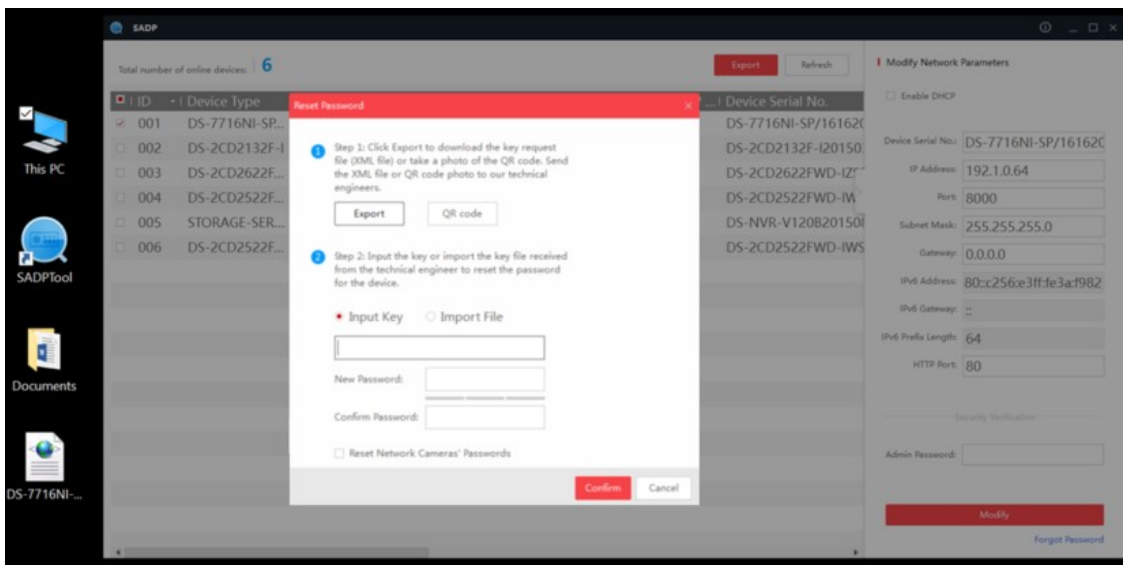 SADP
Total number of online devices: 6
Export
Refresh
ID
Device Type
Device Serial No.
001 DS-7716NI-SP... DS-7716NI-SP/16162(
002 DS-2CD2132F-I DS-2CD2132F-I20150
003 DS-2CD2622F... DS-2CD2622FWD-IZ
004 DS-2CD2522F... DS-2CD2522FWD-IW
005 STORAGE-SER... DS-NVR-V120B20150
006 DS-2CD2522F... DS-2CD2522FWD-IWS
This PC
SADPTool
Documents
DS-7716NI-...
Reset Password
1 Step 1: Click Export to download the key request
file (XML file) or take a photo of the QR code. Send
the XML file or QR code photo to our technical
engineers.
Export
QR code
2 Step 2: Input the key or import the key file received
from the technical engineer to reset the password
for the device.
Input Key
Import File
New Password:
Confirm Password:
Reset Network Cameras' Passwords
Confirm
Cancel
Modify Network Parameters
Enable DHCP
Device Serial No.: DS-7716NI-SP/16162(
IP Address: 192.1.0.64
Port: 8000
Subnet Mask: 255.255.255.0
Gateway: 0.0.0.0
IPv6 Address: 80::c256:e3ff:fe3a:f982
IPv6 Gateway: ::
IPv6 Prefix Length: 64
HTTP Port: 80
Security Verification
Admin Password:
Modify
Forgot Password